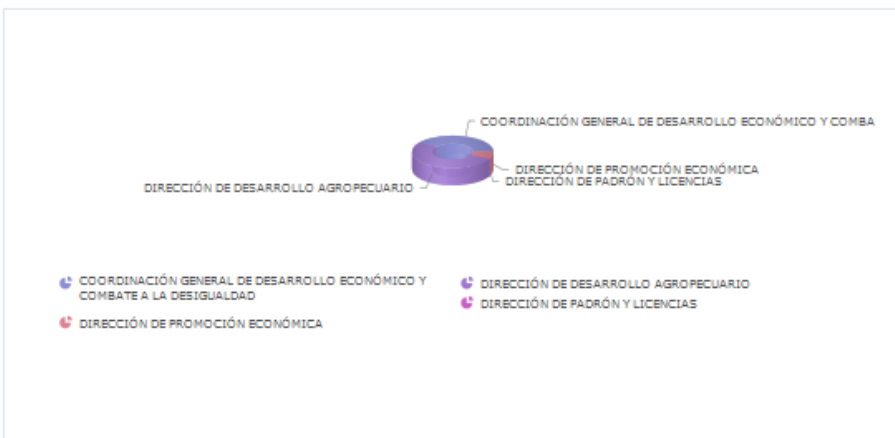 COORDINACIÓN GENERAL DE DESARROLLO ECONÓMICO Y COMBA
DIRECCIÓN DE PROMOCIÓN ECONÓMICA
DIRECCIÓN DE PADRÓN Y LICENCIAS
DIRECCIÓN DE DESARROLLO AGROPECUARIO
COORDINACIÓN GENERAL DE DESARROLLO ECONÓMICO Y
COMBATE A LA DESIGUALDAD
DIRECCIÓN DE PROMOCIÓN ECONÓMICA
DIRECCIÓN DE DESARROLLO AGROPECUARIO
DIRECCIÓN DE PADRÓN Y LICENCIAS